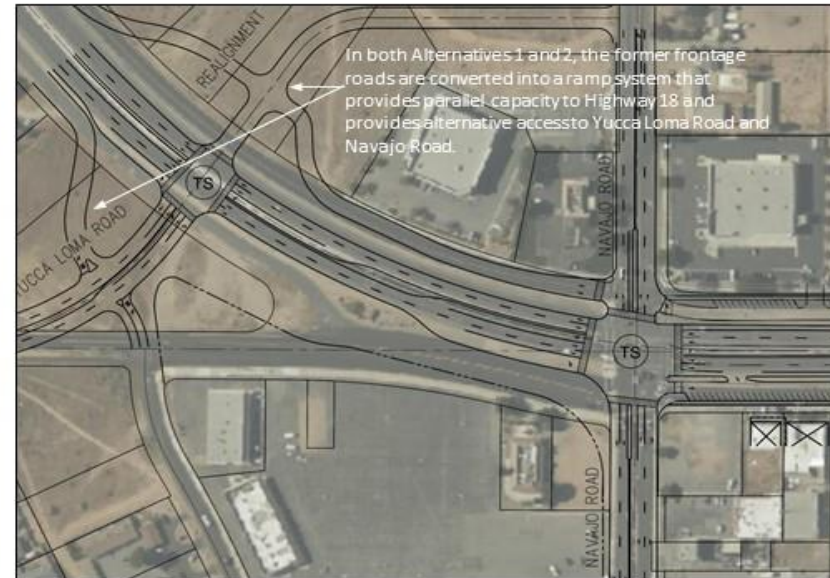 REALIGNMENT
In both Alternatives 1 and 2, the former frontage
roads are converted into a ramp system that
provides parallel capacity to Highway 18 and
provides alternative access to Yucca Loma Road and
Navajo Road.
TS
YUCCA LOMA ROAD
NAVAJO ROAD
TS
NAVAJO ROAD